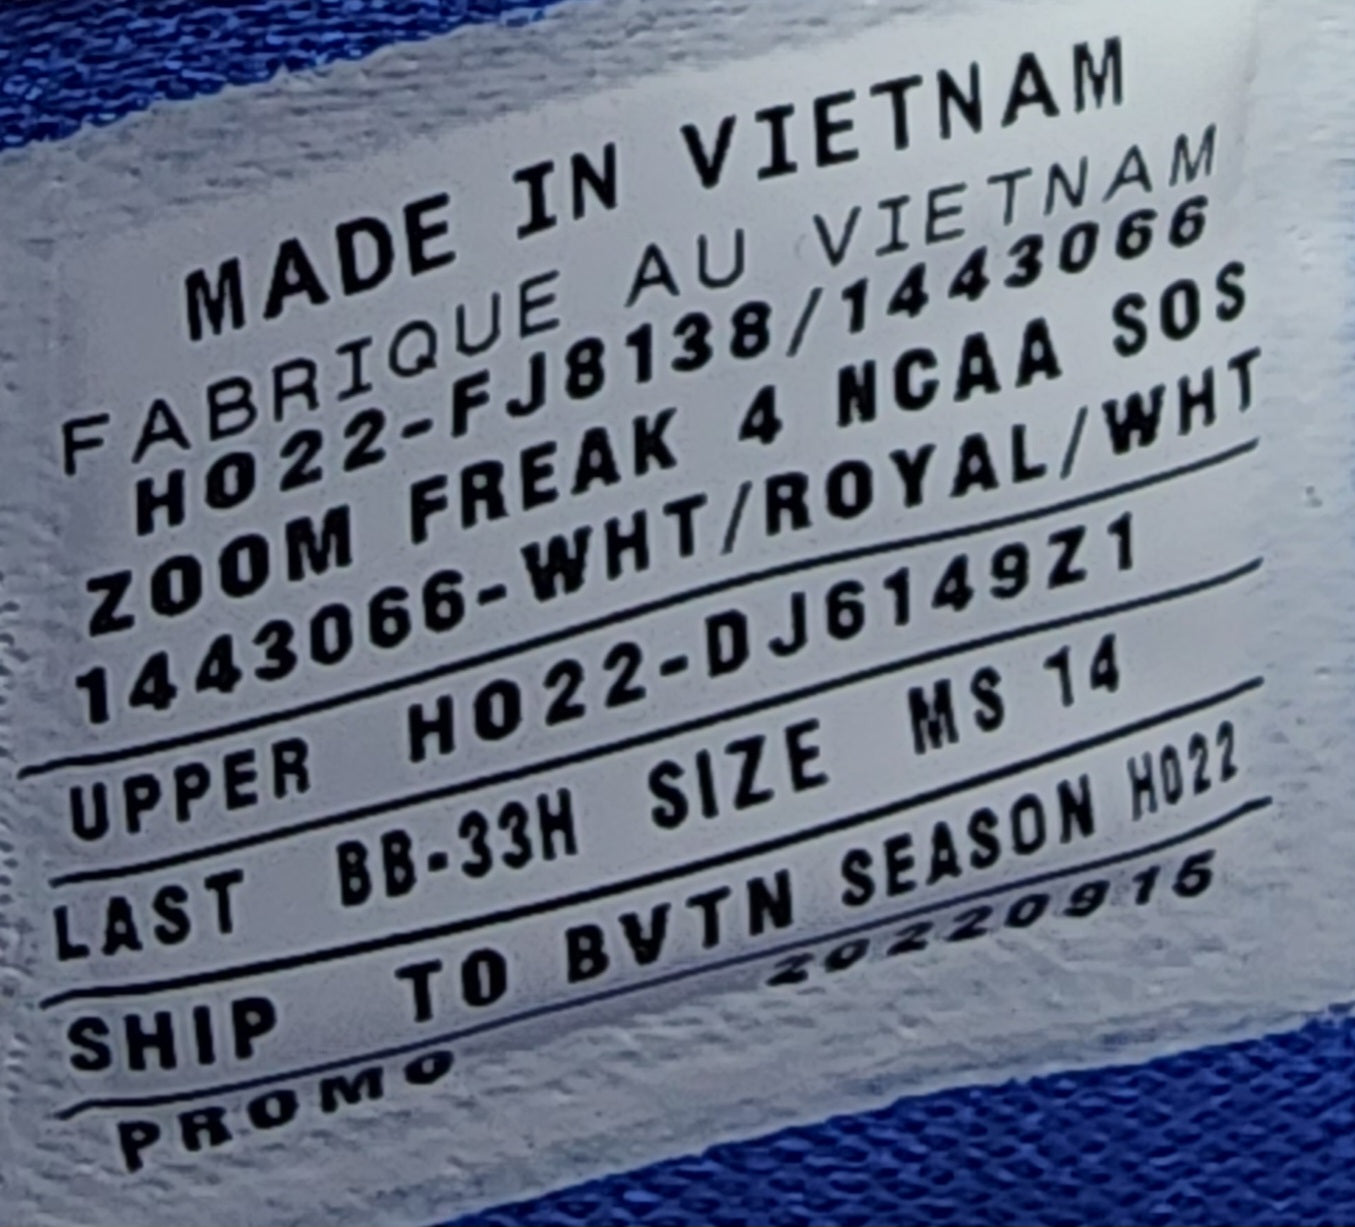 MADE IN VIETNAM
FABRIQUE AU VIETNAM
HO22-FJ8138/1443066
ZOOM FREAK 4 NCAA SOS
1443066-WHT/ROYAL/WHT
UPPER HO22-DJ6149Z1
LAST BB-33H SIZE MS 14
SHIP TO BVTN SEASON HO22
PROMO 20220915